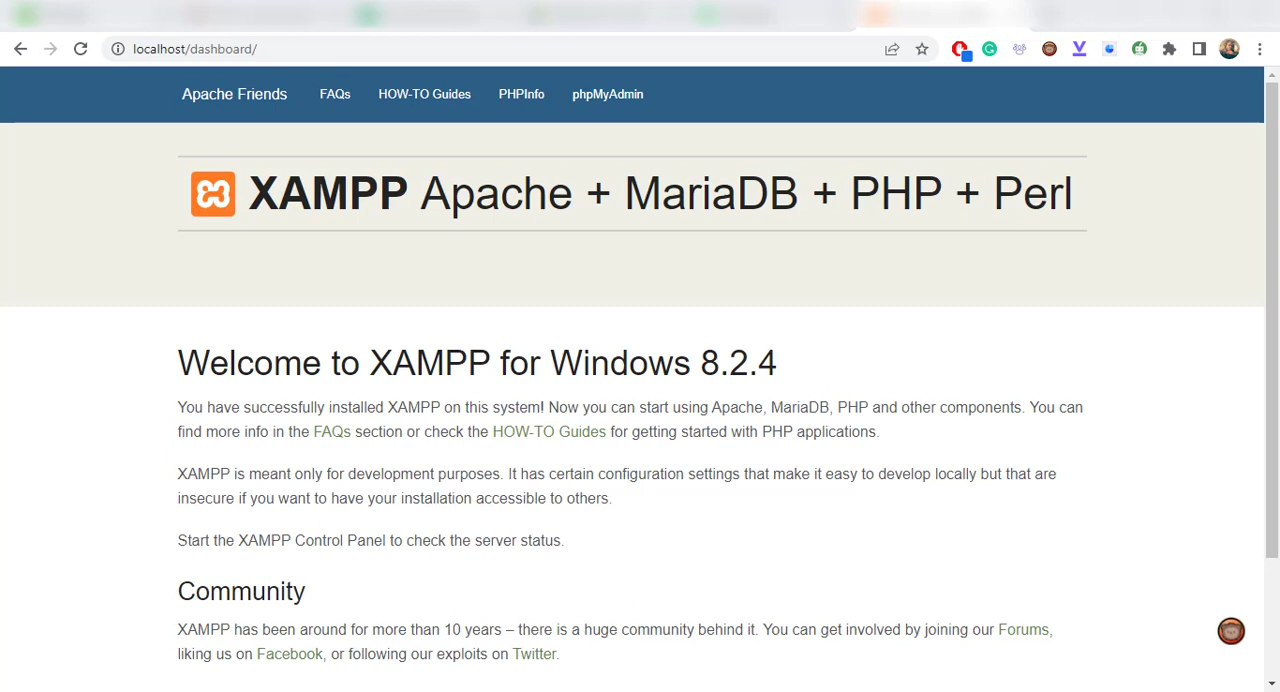 localhost/dashboard/
Apache Friends FAQs HOW-TO Guides PHPInfo phpMyAdmin
XAMPP Apache + MariaDB + PHP + Perl
Welcome to XAMPP for Windows 8.2.4
You have successfully installed XAMPP on this system! Now you can start using Apache, MariaDB, PHP and other components. You can
find more info in the FAQs section or check the HOW-TO Guides for getting started with PHP applications.
XAMPP is meant only for development purposes. It has certain configuration settings that make it easy to develop locally but that are
insecure if you want to have your installation accessible to others.
Start the XAMPP Control Panel to check the server status.
Community
XAMPP has been around for more than 10 years – there is a huge community behind it. You can get involved by joining our Forums,
liking us on Facebook, or following our exploits on Twitter.